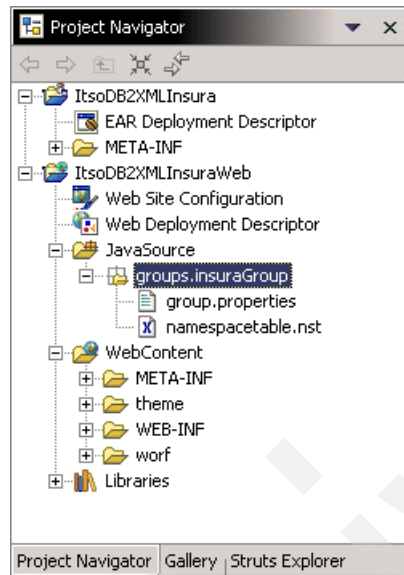 Project Navigator
ItsoDB2XMLInsura
EAR Deployment Descriptor
META-INF
ItsoDB2XMLInsuraWeb
Web Site Configuration
Web Deployment Descriptor
JavaSource
groups.insuraGroup
group.properties
namespacetable.nst
WebContent
META-INF
theme
WEB-INF
worf
Libraries
Project Navigator Gallery Struts Explorer